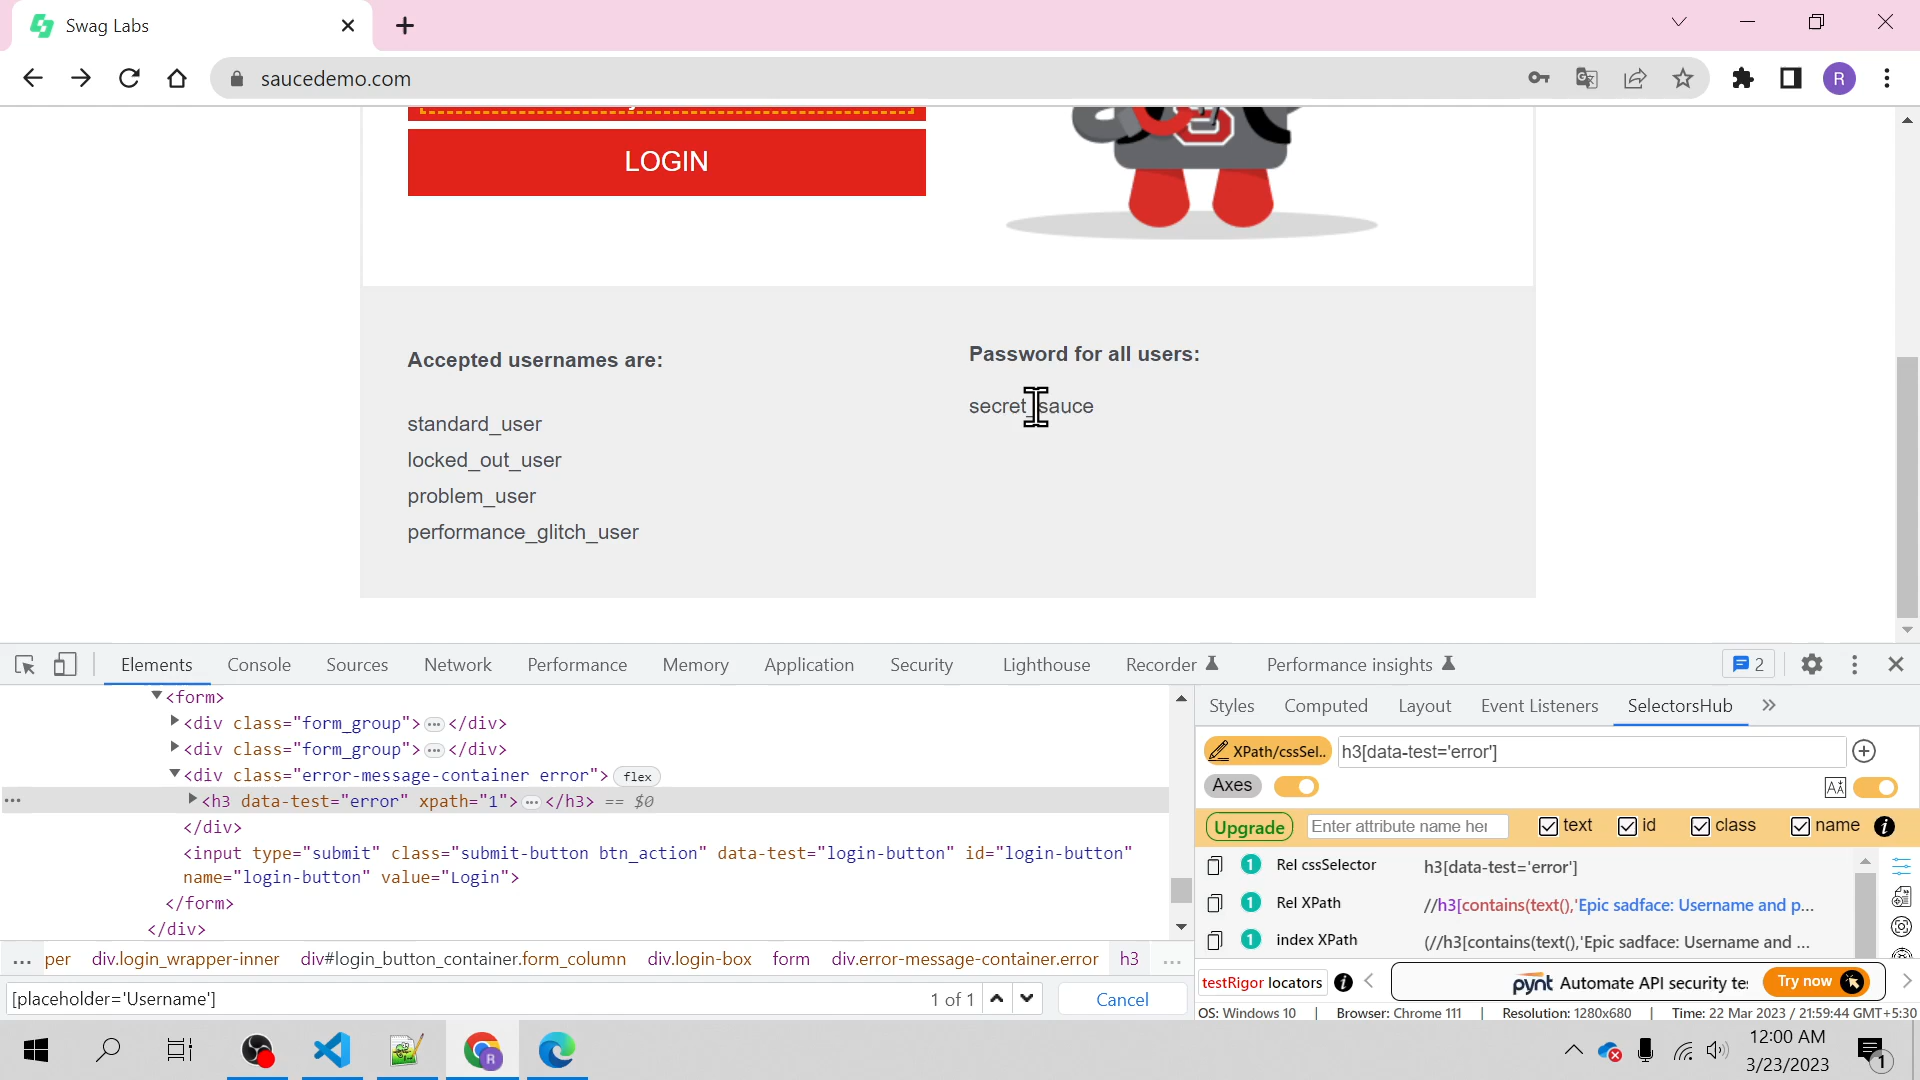 Swag Labs
saucedemo.com
R
LOGIN
Accepted usernames are:
standard_user
locked_out_user
problem_user
performance_glitch_user
Password for all users:
secret_sauce
Elements Console Sources Network Performance Memory Application Security Lighthouse Recorder Performance insights 2
<form>
<div class="form_group"> … </div>
<div class="form_group"> … </div>
<div class="error-message-container error"> flex
… <h3 data-test="error" xpath="1"> … </h3> == $0
</div>
<input type="submit" class="submit-button btn_action" data-test="login-button" id="login-button"
name="login-button" value="Login">
</form>
</div>
… per div.login_wrapper-inner div#login_button_container.form_column div.login-box form div.error-message-container.error h3 …
[placeholder='Username'] 1 of 1 Cancel
Styles Computed Layout Event Listeners SelectorsHub »
XPath/cssSel.. h3[data-test='error']
Axes
Upgrade Enter attribute name her text id class name i
1 Rel cssSelector h3[data-test='error']
1 Rel XPath //h3[contains(text(),'Epic sadface: Username and p...
1 index XPath (//h3[contains(text(),'Epic sadface: Username and ...
testRigor locators i pynt Automate API security te: Try now
OS: Windows 10 | Browser: Chrome 111 | Resolution: 1280x680 | Time: 22 Mar 2023 / 21:59:44 GMT+5:30
R
12:00 AM
3/23/2023
1